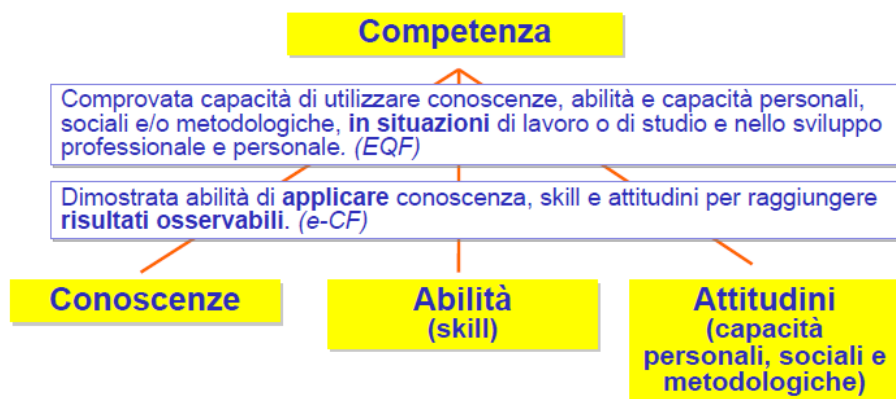 Competenza
Comprovata capacità di utilizzare conoscenze, abilità e capacità personali,
sociali e/o metodologiche, in situazioni di lavoro o di studio e nello sviluppo
professionale e personale. (EQF)
Dimostrata abilità di applicare conoscenza, skill e attitudini per raggiungere
risultati osservabili. (e-CF)
Conoscenze
Abilità
(skill)
Attitudini
(capacità
personali, sociali e
metodologiche)